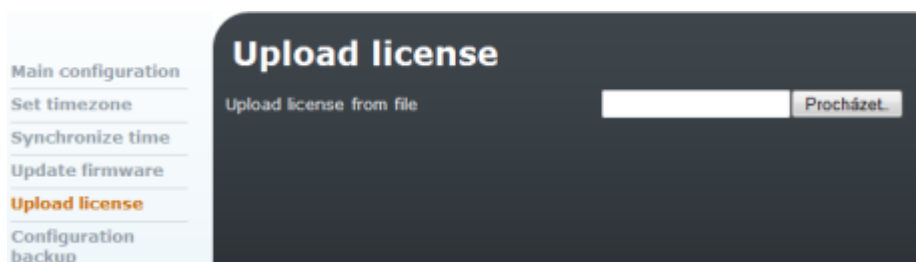 Upload license
Main configuration
Set timezone
Upload license from file
Procházet..
Synchronize time
Update firmware
Upload license
Configuration
backup